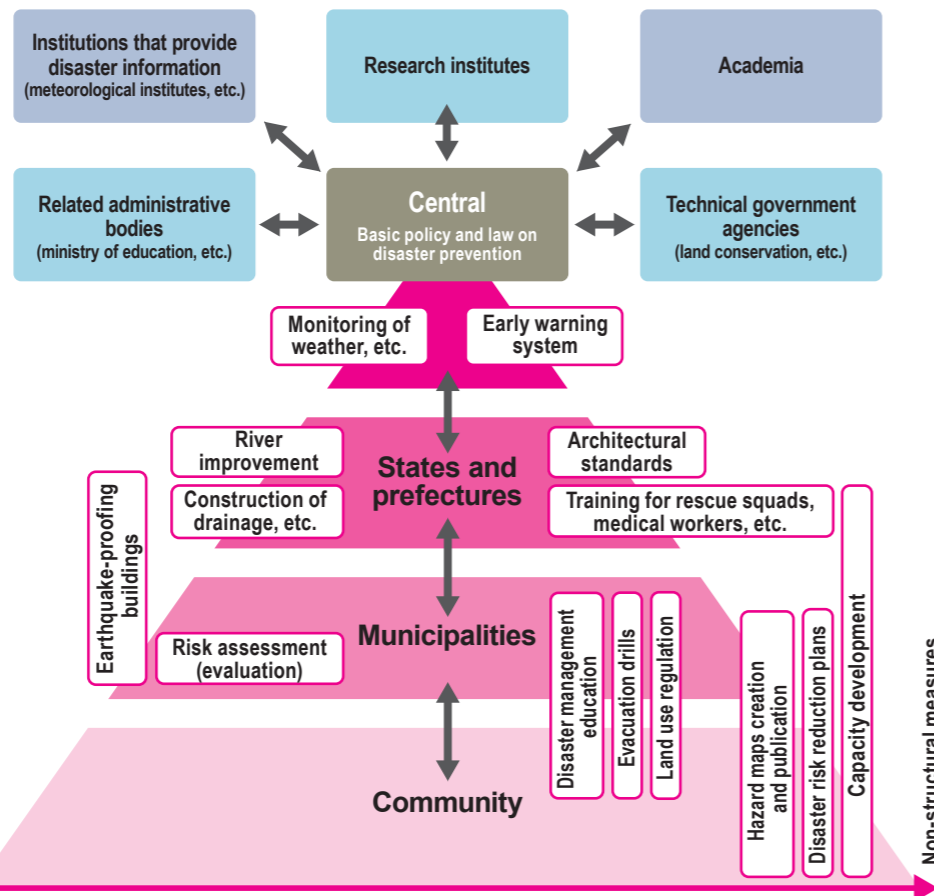 Institutions that provide
disaster information
(meteorological institutes, etc.)
Research institutes
Academia
Related administrative
bodies
(ministry of education, etc.)
Central
Basic policy and law on
disaster prevention
Technical government
agencies
(land conservation, etc.)
Monitoring of
weather, etc.
Early warning
system
River
improvement
States and
prefectures
Architectural
standards
Construction of
drainage, etc.
Training for rescue squads,
medical workers, etc.
Earthquake-proofing
buildings
Risk assessment
(evaluation)
Municipalities
Disaster management
education
Evacuation drills
Land use regulation
Hazard maps creation
and publication
Disaster risk reduction plans
Capacity development
Community
Non-structural measures